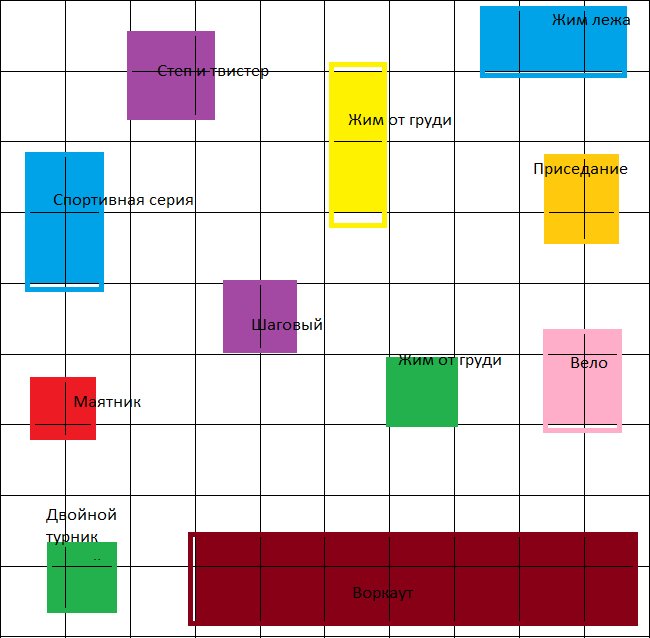 Жим лежа
Степ и твистер
Жим от груди
Приседание
Спортивная серия
Шаговый
Жим от груди
Вело
Маятник
Двойной
турник
Воркаут